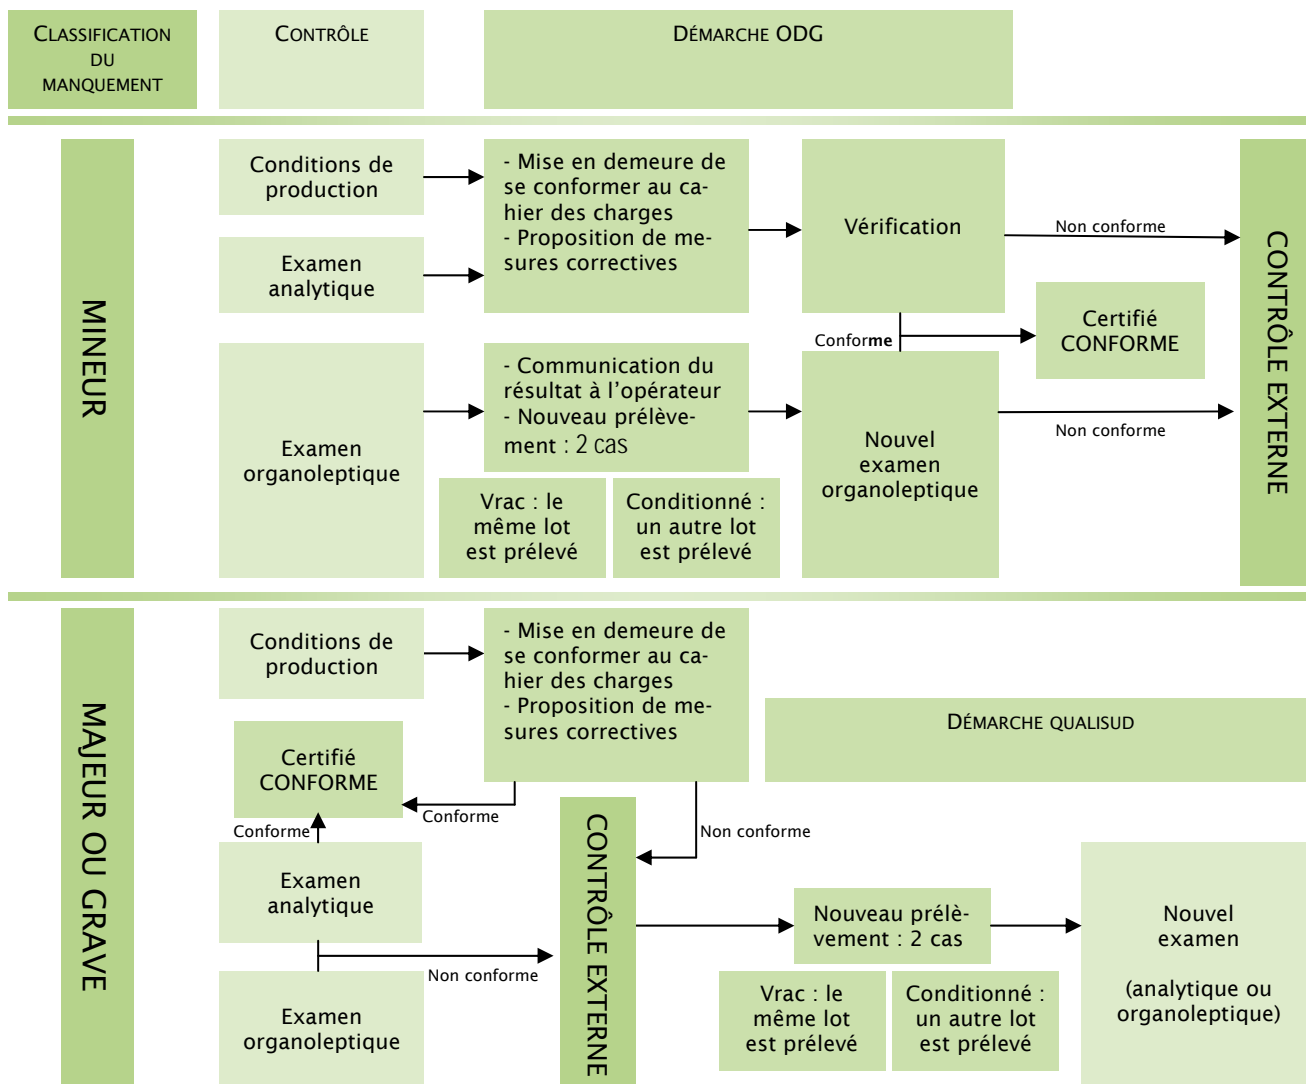 CLASSIFICATION
DU
MANQUEMENT
CONTRÔLE
DÉMARCHE ODG
MINEUR
Conditions de
production
Examen
analytique
- Mise en demeure de
se conformer au ca-
hier des charges
- Proposition de me-
sures correctives
Vérification
Non conforme
Conforme
Certifié
CONFORME
CONTRÔLE EXTERNE
Examen
organoleptique
- Communication du
résultat à l'opérateur
- Nouveau prélève-
ment : 2 cas
Vrac : le
même lot
est prélevé
Conditionné :
un autre lot
est prélevé
Nouvel
examen
organoleptique
Non conforme
MAJEUR OU GRAVE
Conditions de
production
- Mise en demeure de
se conformer au ca-
hier des charges
- Proposition de me-
sures correctives
DÉMARCHE QUALISUD
Certifié
CONFORME
Conforme
Conforme
Non conforme
Examen
analytique
Non conforme
Examen
organoleptique
CONTRÔLE EXTERNE
Nouveau prélè-
vement : 2 cas
Vrac : le
même lot
est prélevé
Conditionné :
un autre lot
est prélevé
Nouvel
examen
(analytique ou
organoleptique)